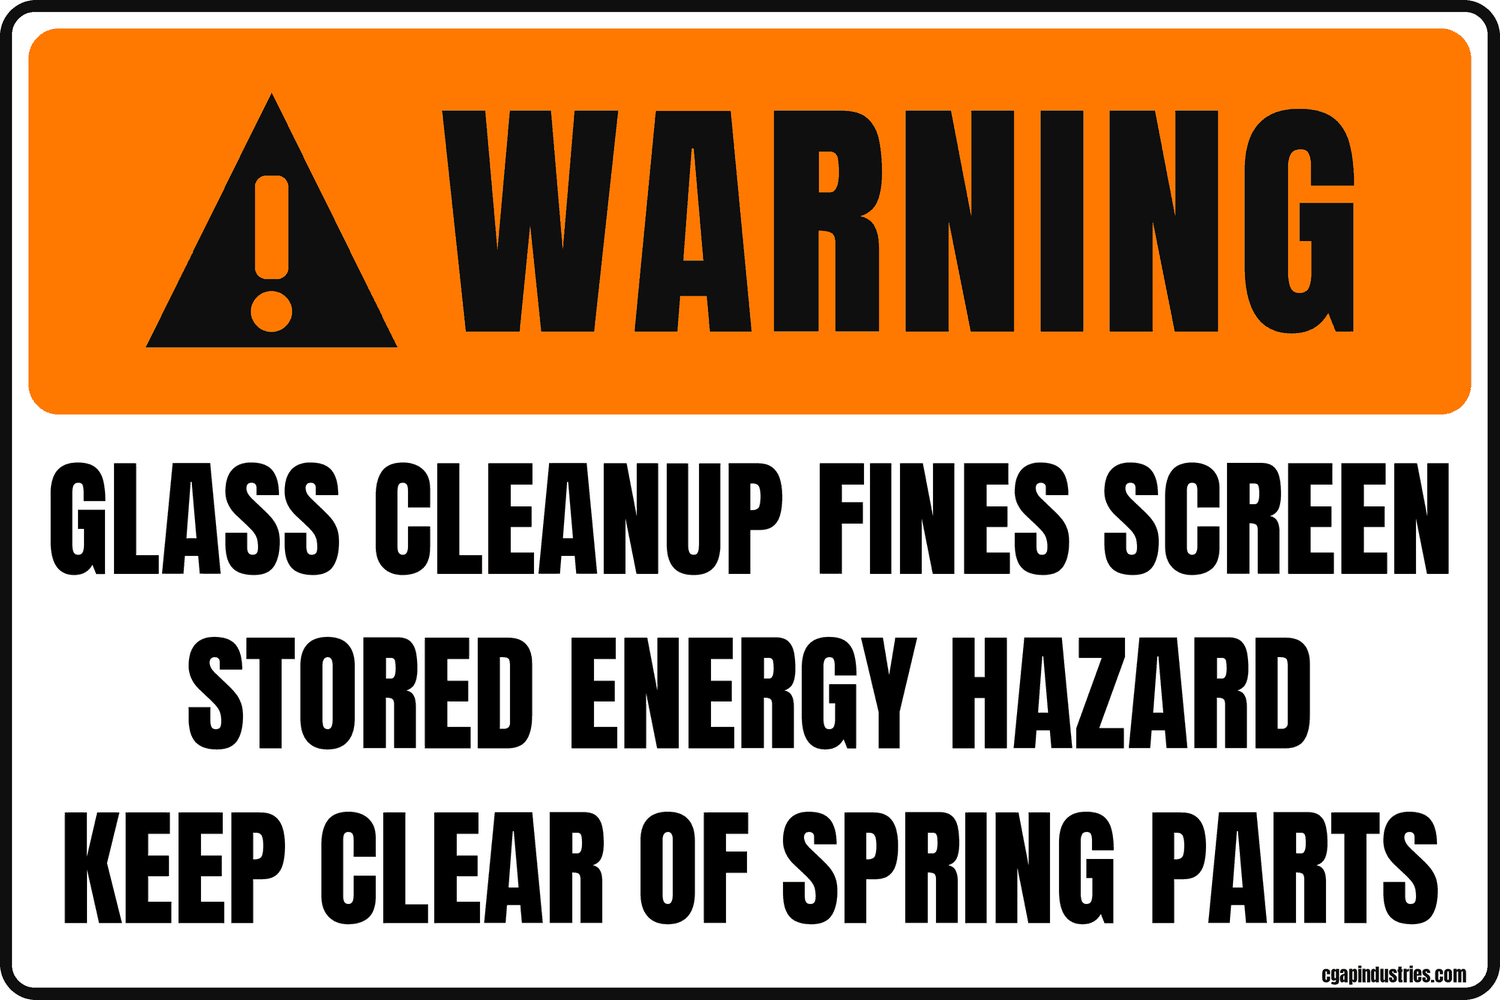 WARNING
GLASS CLEANUP FINES SCREEN
STORED ENERGY HAZARD
KEEP CLEAR OF SPRING PARTS
cgapindustries.com